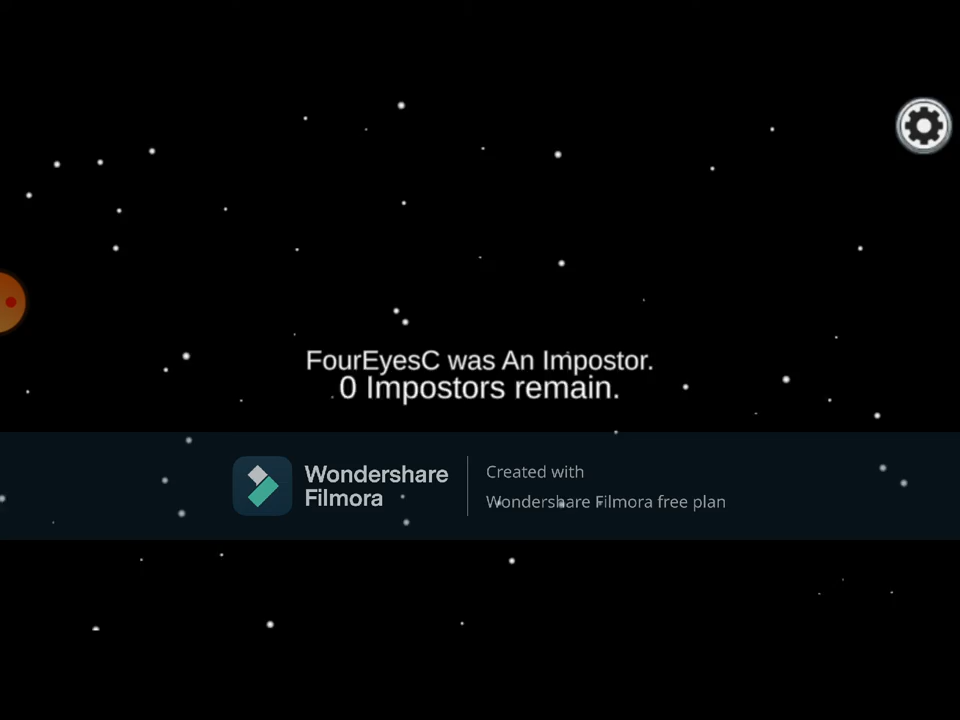 FourEyesC was An Impostor.
0 Impostors remain.
Wondershare
Filmora
Created with
Wondershare Filmora free plan